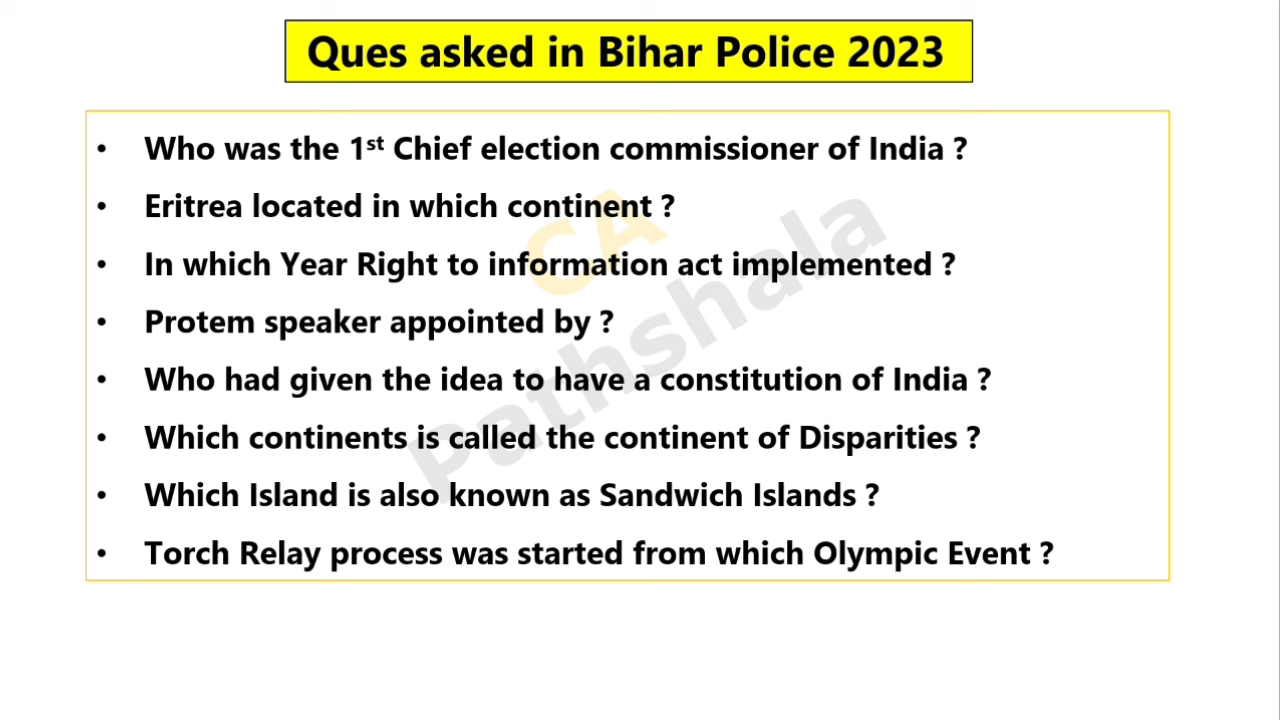 Ques asked in Bihar Police 2023
• Who was the 1st Chief election commissioner of India ?
• Eritrea located in which continent ?
• In which Year Right to information act implemented ?
• Protem speaker appointed by ?
• Who had given the idea to have a constitution of India ?
• Which continents is called the continent of Disparities ?
• Which Island is also known as Sandwich Islands ?
• Torch Relay process was started from which Olympic Event ?
CA
Pathshala